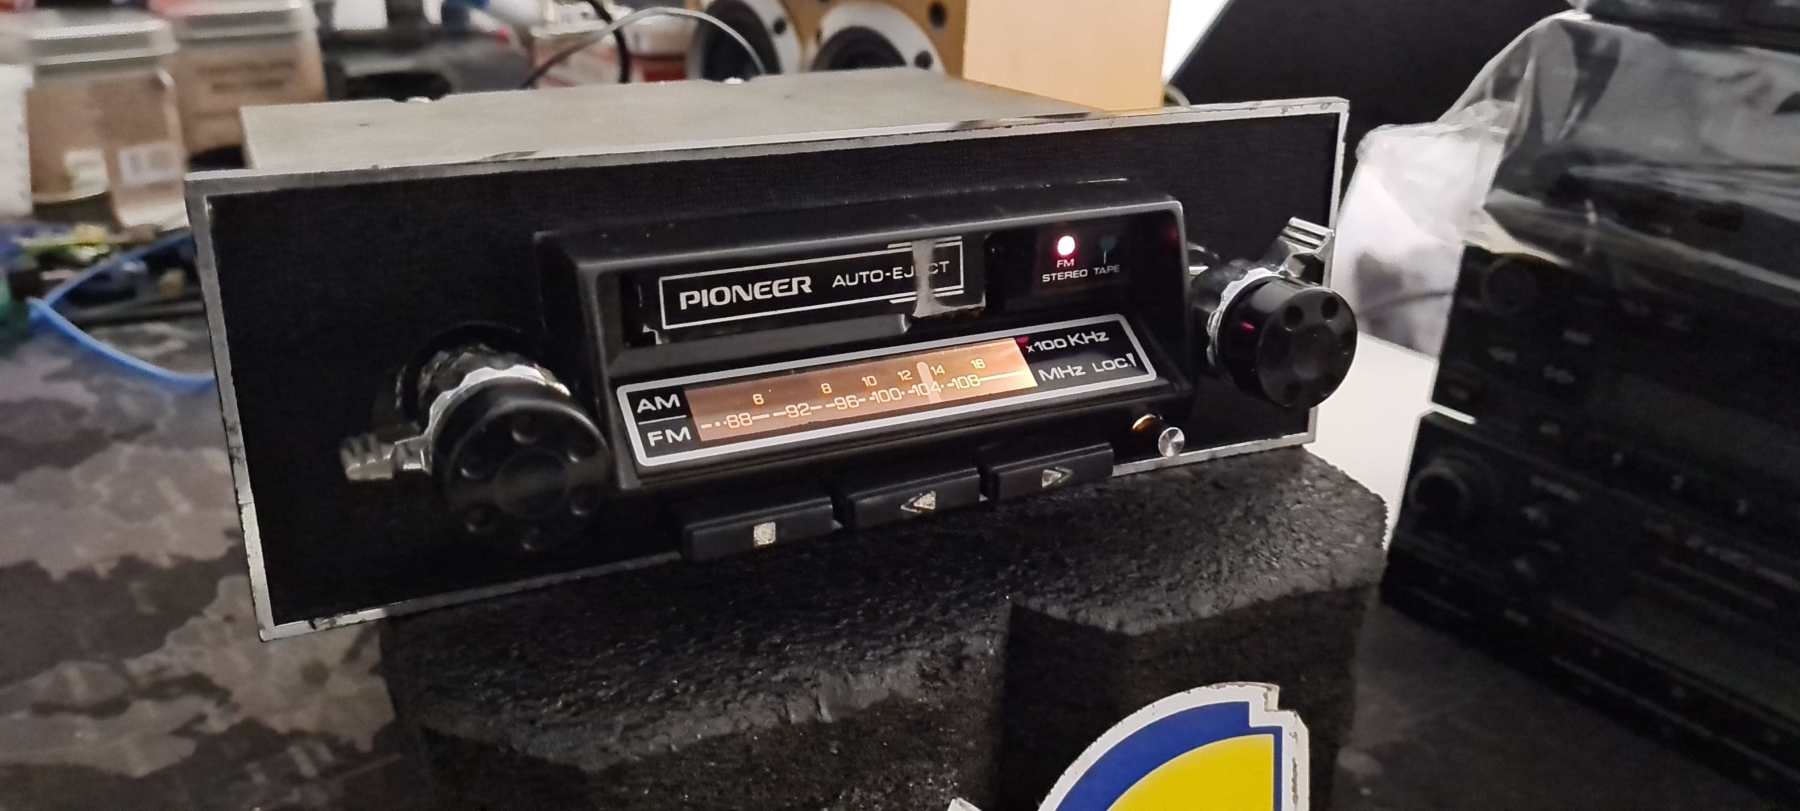 PIONEER AUTO-EJECT
FM
STEREO TAPE
AM 6 8 10 12 14 16 x100 KHz
FM 88 92 96 100 104 108 MHz LOC